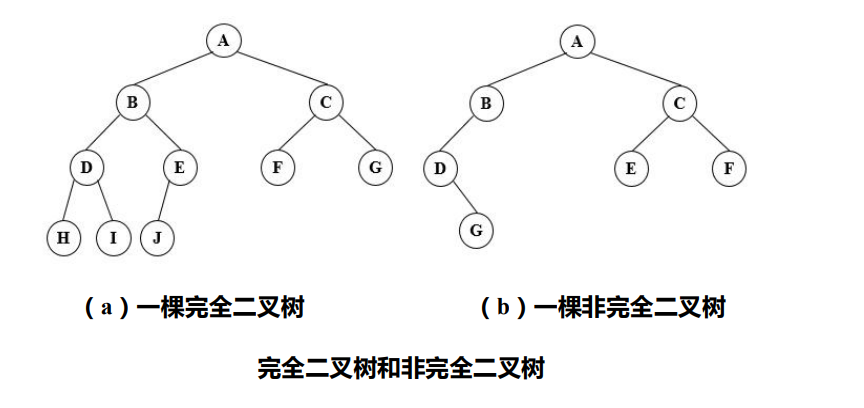 A A
B C B C
D E F G D E F
H I J G
（a）一棵完全二叉树 （b）一棵非完全二叉树
完全二叉树和非完全二叉树